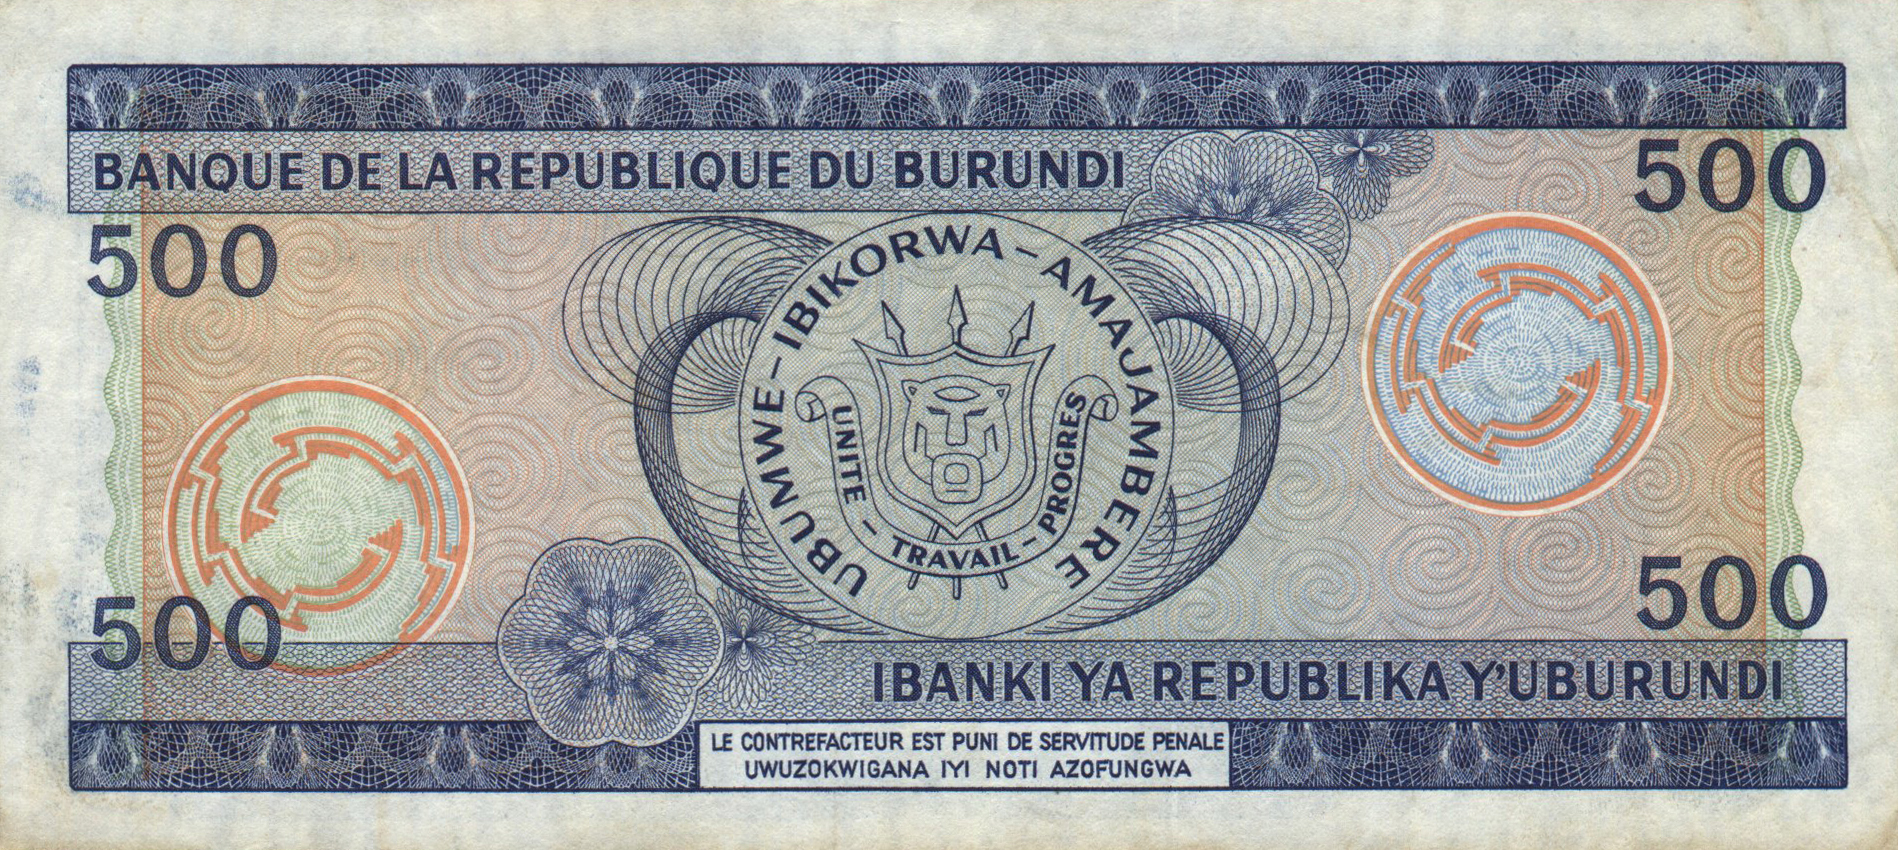 BANQUE DE LA REPUBLIQUE DU BURUNDI
500
500
UBUMWE-IBIKORWA-AMAJAMBERE
UNITE - TRAVAIL - PROGRES
500
500
IBANKI YA REPUBLIKA Y'UBURUNDI
LE CONTREFACTEUR EST PUNI DE SERVITUDE PENALE
UWUZOKWIGANA IYI NOTI AZOFUNGWA